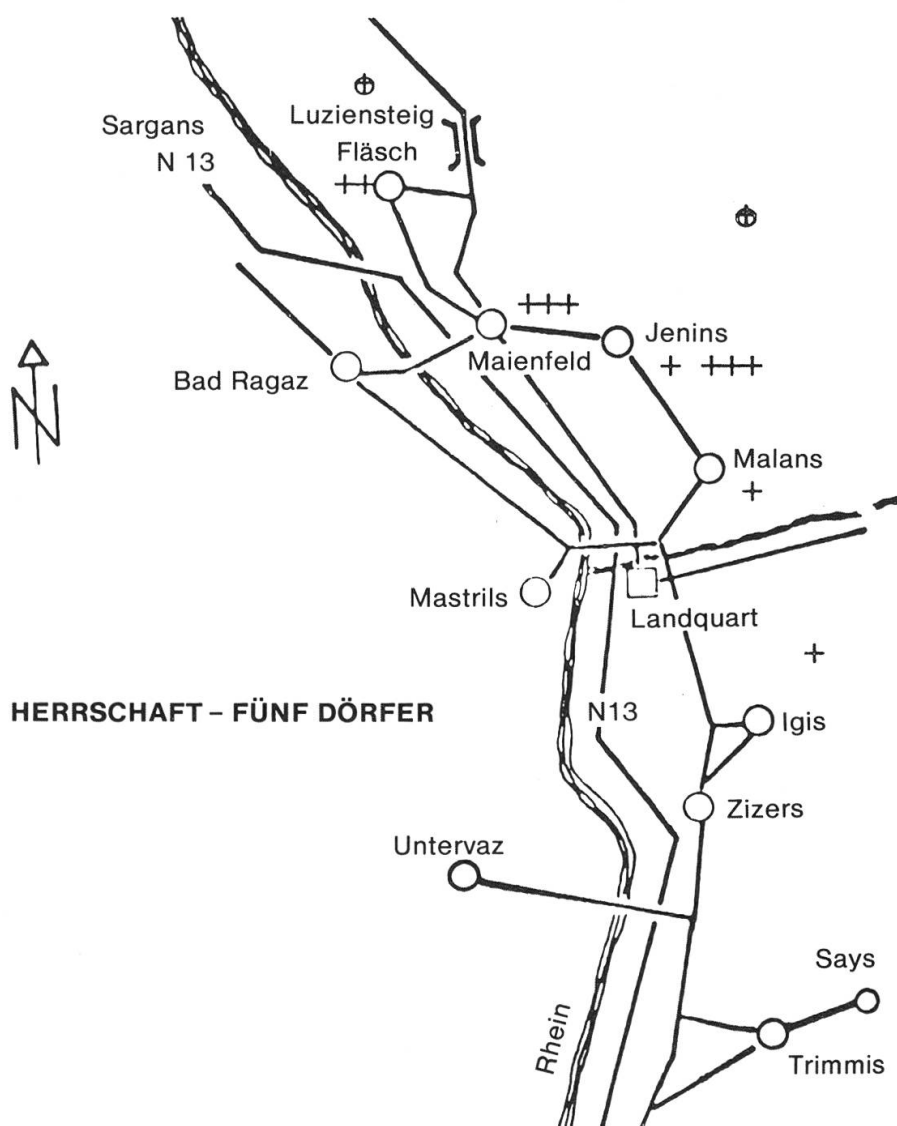 Sargans
N 13
Luziensteig
Fläsch
Jenins
Maienfeld
Bad Ragaz
N
Malans
Mastrils
Landquart
HERRSCHAFT – FÜNF DÖRFER
N13
Igis
Zizers
Untervaz
Says
Rhein
Trimmis